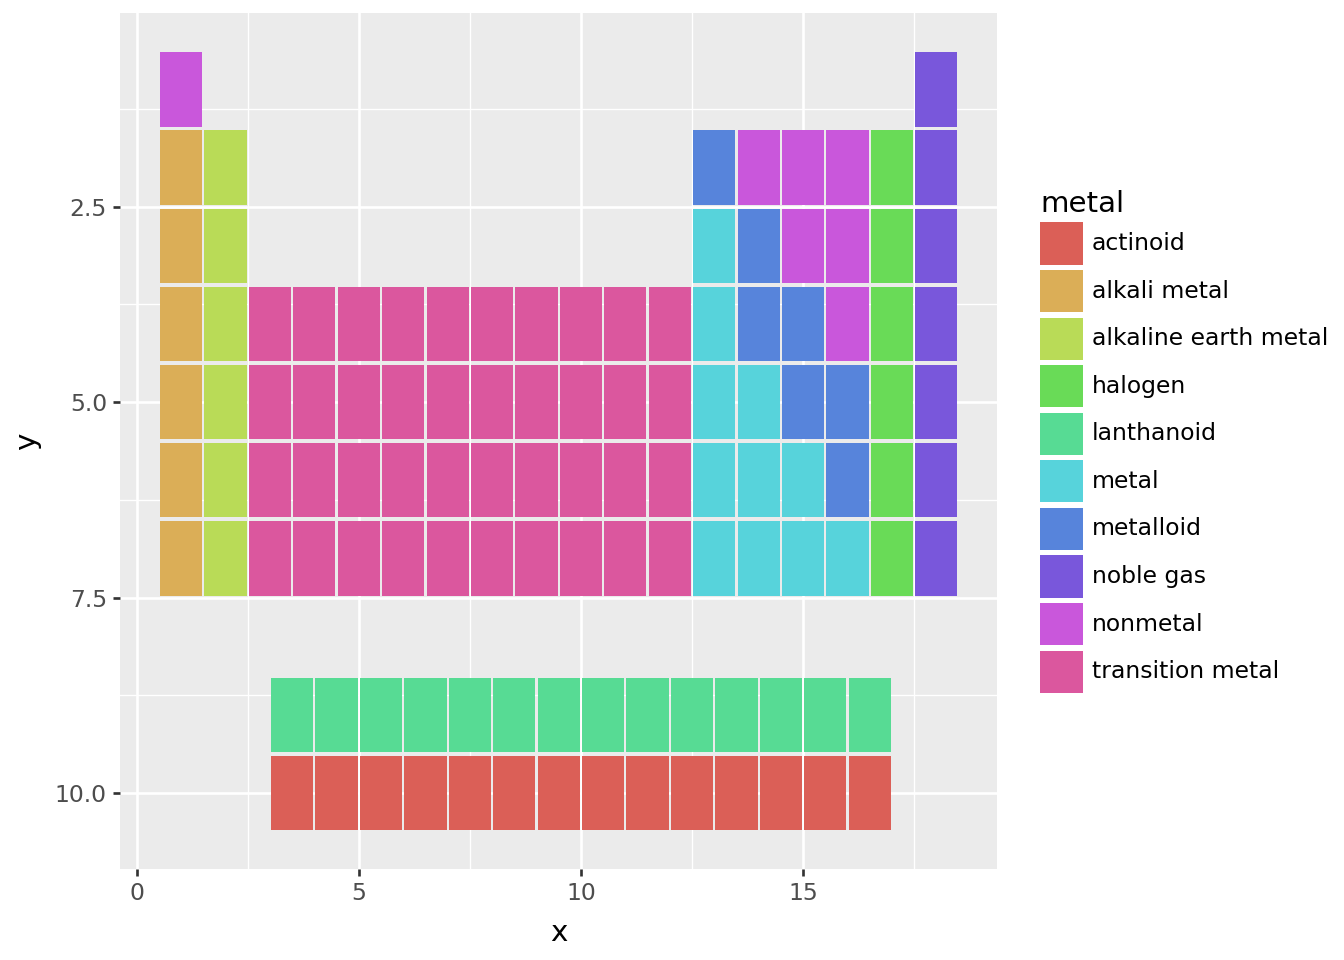 2.5
5.0
7.5
10.0
y
0
5
10
15
x
metal
actinoid
alkali metal
alkaline earth metal
halogen
lanthanoid
metal
metalloid
noble gas
nonmetal
transition metal